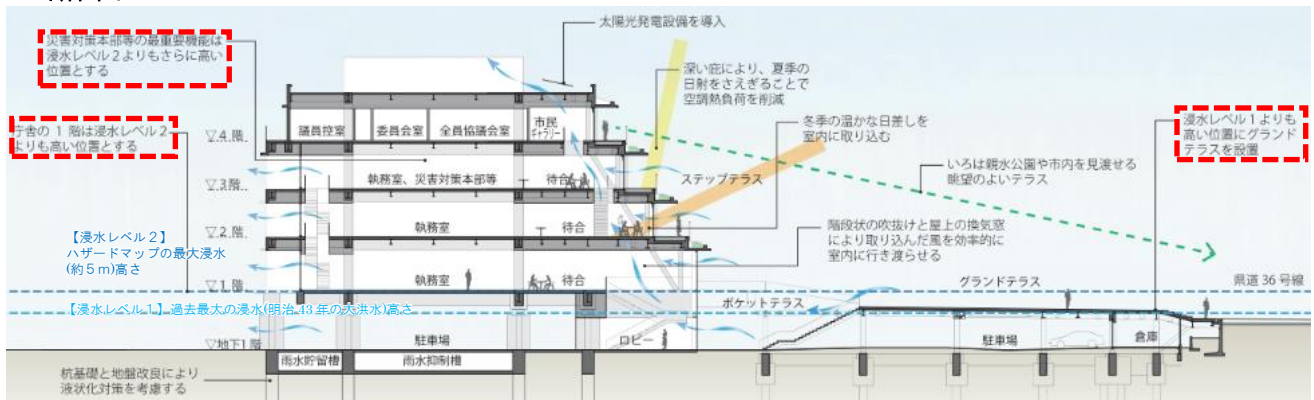 太陽光発電設備を導入
災害対策本部等の最重要機能は
浸水レベル2よりもさらに高い
位置とする
深い庇により、夏季の
日射をさえぎることで
空調熱負荷を削減
庁舎の 1 階は浸水レベル2
よりも高い位置とする
冬季の温かな日差しを
室内に取り込む
浸水レベル1よりも
高い位置にグランド
テラスを設置
▽4.階.
議員控室
委員会室
全員協議会室
市民
ギャラリー
いろは親水公園や市内を見渡せる
眺望のよいテラス
▽3.階.
執務室、災害対策本部等
待合
ステップテラス
▽2.階.
執務室
待合
階段状の吹抜けと屋上の換気窓
により取り込んだ風を効率的に
室内に行き渡らせる
【浸水レベル2】
ハザードマップの最大浸水
(約5m)高さ
▽1.階.
執務室
待合
グランドテラス
県道 36 号線
【浸水レベル1】過去最大の浸水(明治 43 年の大洪水)高さ
ポケットテラス
▽地下1階
駐車場
ロビー
駐車場
倉庫
雨水貯留槽
雨水抑制槽
杭基礎と地盤改良により
液状化対策を考慮する